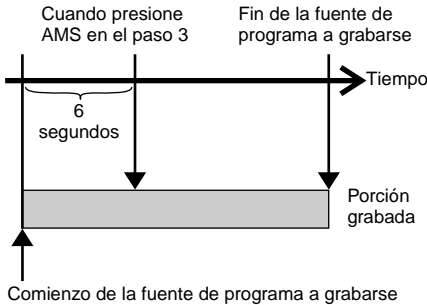 Cuando presione
AMS en el paso 3
Fin de la fuente de
programa a grabarse
Tiempo
6
segundos
Porción
grabada
Comienzo de la fuente de programa a grabarse